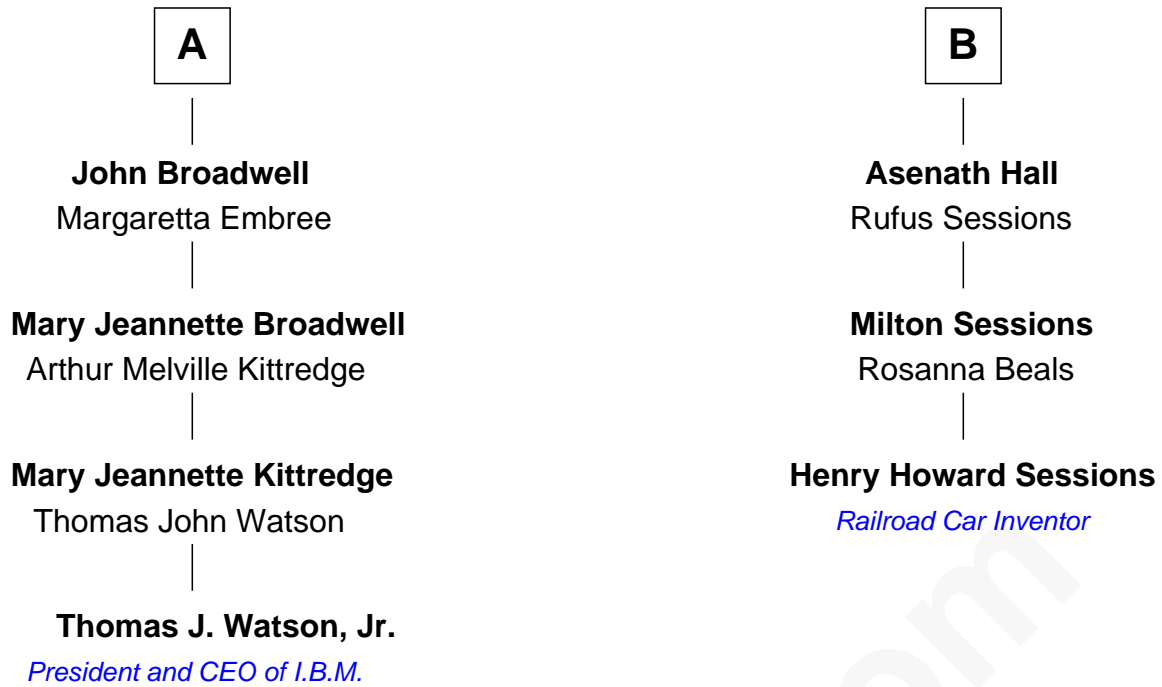 A
John Broadwell
Margaretta Embree
Mary Jeannette Broadwell
Arthur Melville Kittredge
Mary Jeannette Kittredge
Thomas John Watson
Thomas J. Watson, Jr.
President and CEO of I.B.M.
B
Asenath Hall
Rufus Sessions
Milton Sessions
Rosanna Beals
Henry Howard Sessions
Railroad Car Inventor
om